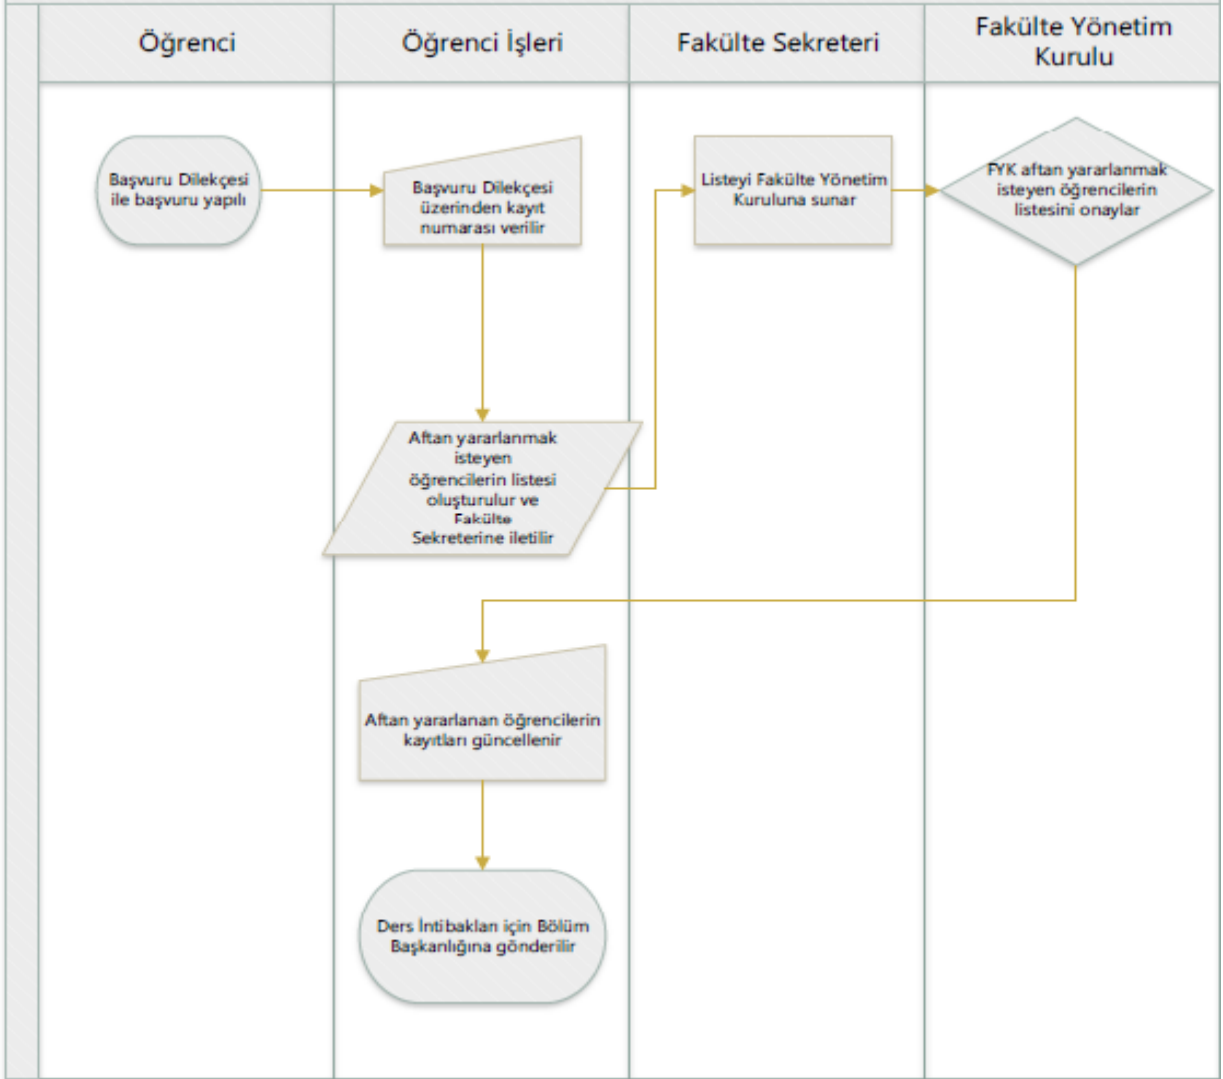 Öğrenci
Öğrenci İşleri
Fakülte Sekreteri
Fakülte Yönetim
Kurulu
Başvuru Dilekçesi
ile başvuru yapılı
Başvuru Dilekçesi
üzerinden kayıt
numarası verilir
Listeyi Fakülte Yönetim
Kuruluna sunar
FYK aftan yararlanmak
isteyen öğrencilerin
listesini onaylar
Aftan yararlanmak
isteyen
öğrencilerin listesi
oluşturulur ve
Fakülte
Sekreterine iletilir
Aftan yararlanan öğrencilerin
kayıtları güncellenir
Ders İntibakları için Bölüm
Başkanlığına gönderilir